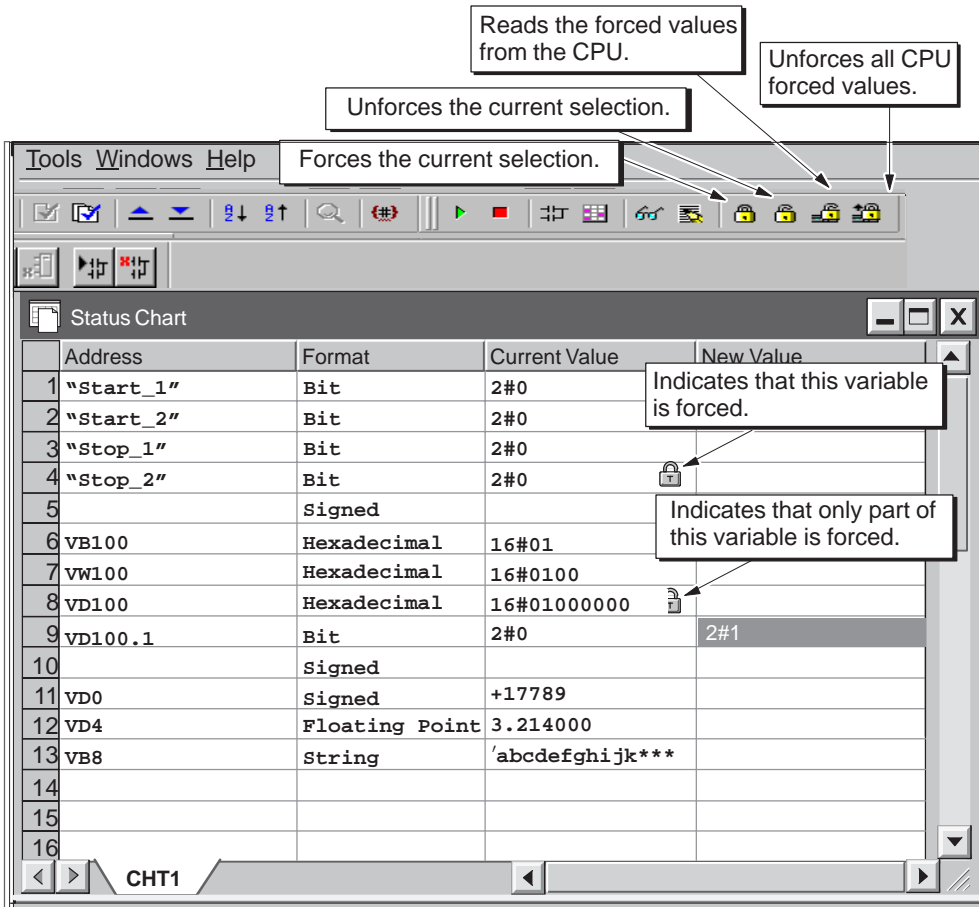 Reads the forced values
from the CPU.
Unforces all CPU
forced values.
Unforces the current selection.
Tools Windows Help
Forces the current selection.
Status Chart
Address Format Current Value New Value
1 “Start_1” Bit 2#0
Indicates that this variable
is forced.
2 “Start_2” Bit 2#0
3 “Stop_1” Bit 2#0
4 “Stop_2” Bit 2#0
5 Signed
Indicates that only part of
this variable is forced.
6 VB100 Hexadecimal 16#01
7 VW100 Hexadecimal 16#0100
8 VD100 Hexadecimal 16#01000000
9 VD100.1 Bit 2#0 2#1
10 Signed
11 VD0 Signed +17789
12 VD4 Floating Point 3.214000
13 VB8 String ′abcdefghijk***
14
15
16
CHT1